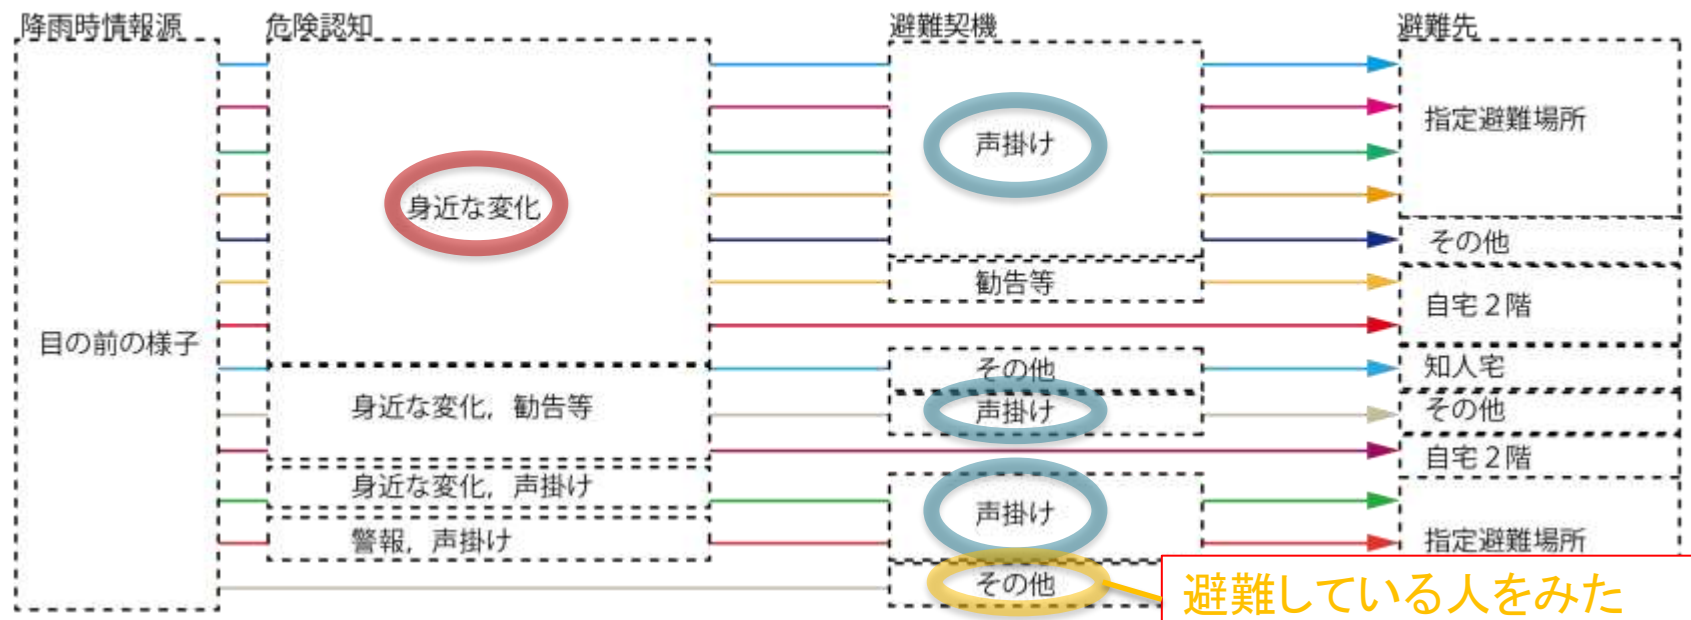 降雨時情報源
危険認知
避難契機
避難先
目の前の様子
身近な変化
身近な変化，勧告等
身近な変化，声掛け
警報，声掛け
声掛け
勧告等
その他
声掛け
声掛け
その他
指定避難場所
その他
自宅２階
知人宅
その他
自宅２階
指定避難場所
避難している人をみた